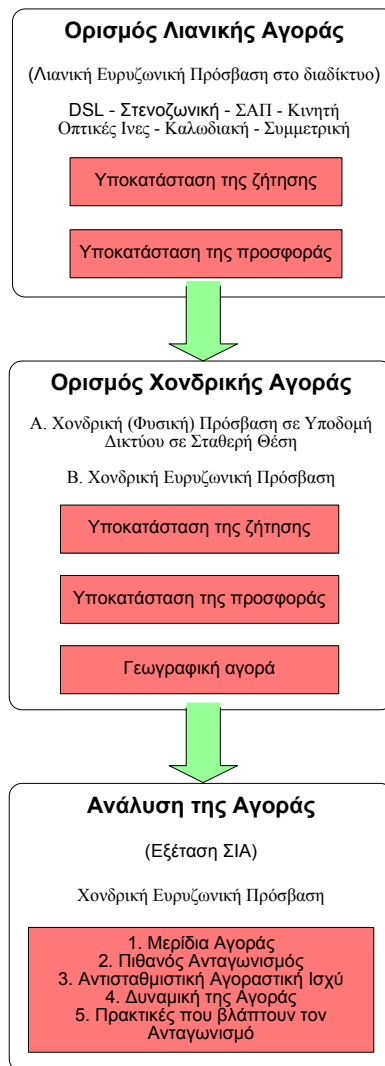 Ορισμός Λιανικής Αγοράς
(Λιανική Ευρυζωνική Πρόσβαση στο διαδίκτυο)
DSL - Στενοζωνική - ΣΑΠ - Κινητή
Οπτικές Ινες - Καλωδιακή - Συμμετρική
Υποκατάσταση της ζήτησης
Υποκατάσταση της προσφοράς
Ορισμός Χονδρικής Αγοράς
Α. Χονδρική (Φυσική) Πρόσβαση σε Υποδομή
Δικτύου σε Σταθερή Θέση
Β. Χονδρική Ευρυζωνική Πρόσβαση
Υποκατάσταση της ζήτησης
Υποκατάσταση της προσφοράς
Γεωγραφική αγορά
Ανάλυση της Αγοράς
(Εξέταση ΣΙΑ)
Χονδρική Ευρυζωνική Πρόσβαση
1. Μερίδια Αγοράς
2. Πιθανός Ανταγωνισμός
3. Αντισταθμιστική Αγοραστική Ισχύ
4. Δυναμική της Αγοράς
5. Πρακτικές που βλάπτουν τον
Ανταγωνισμό